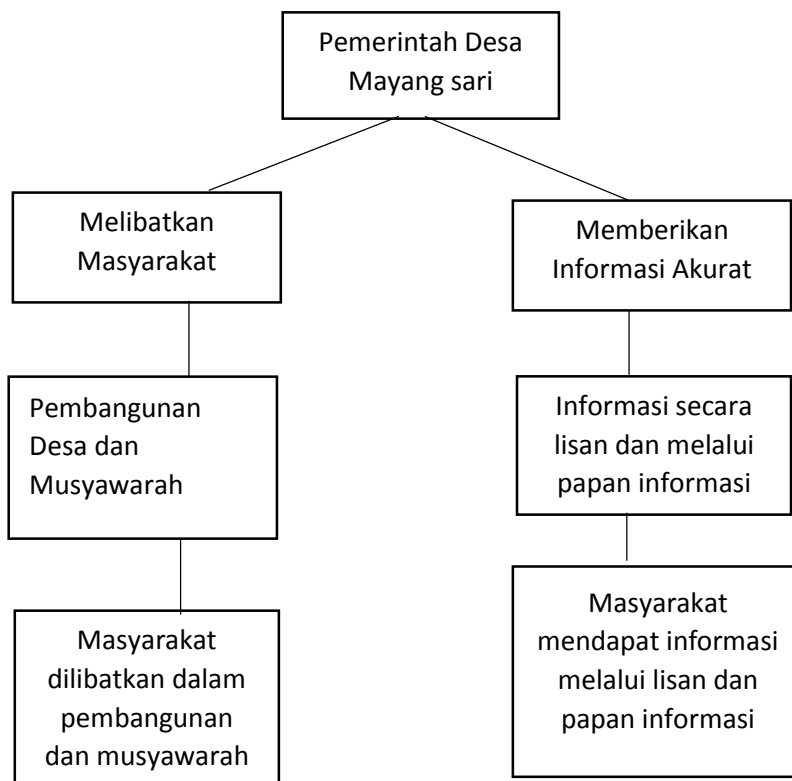 Pemerintah Desa
Mayang sari
Melibatkan
Masyarakat
Memberikan
Informasi Akurat
Pembangunan
Desa dan
Musyawarah
Informasi secara
lisan dan melalui
papan informasi
Masyarakat
dilibatkan dalam
pembangunan
dan musyawarah
Masyarakat
mendapat informasi
melalui lisan dan
papan informasi